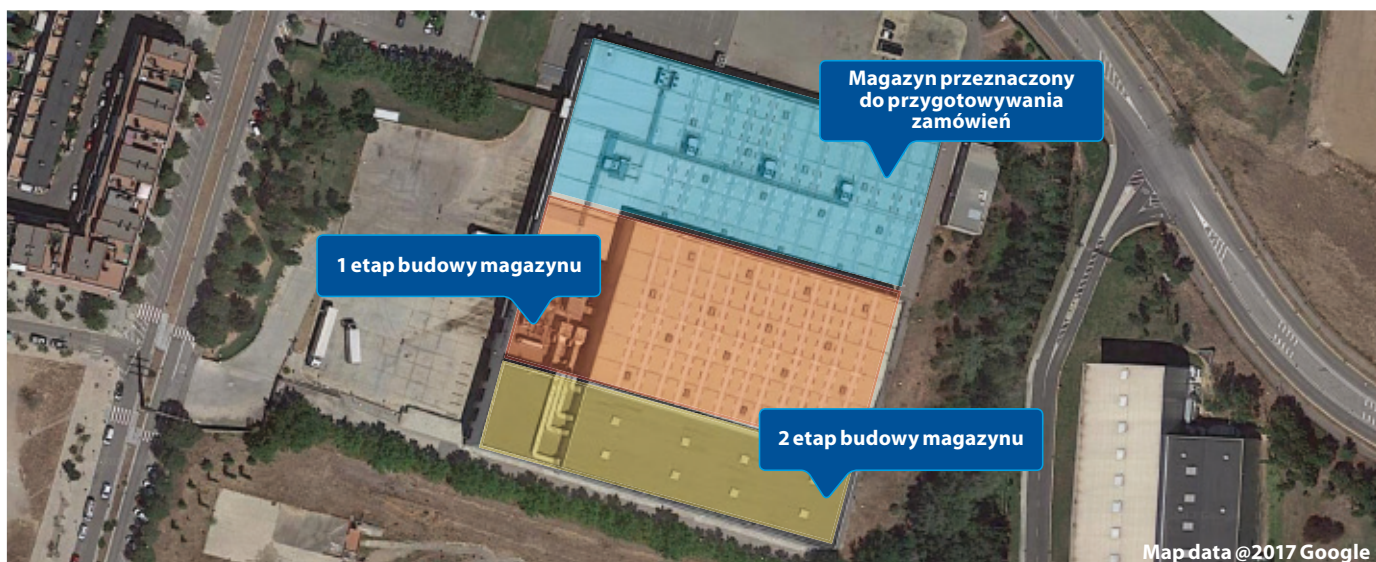 Magazyn przeznaczony
do przygotowywania
zamówień
1 etap budowy magazynu
2 etap budowy magazynu
Map data @2017 Google